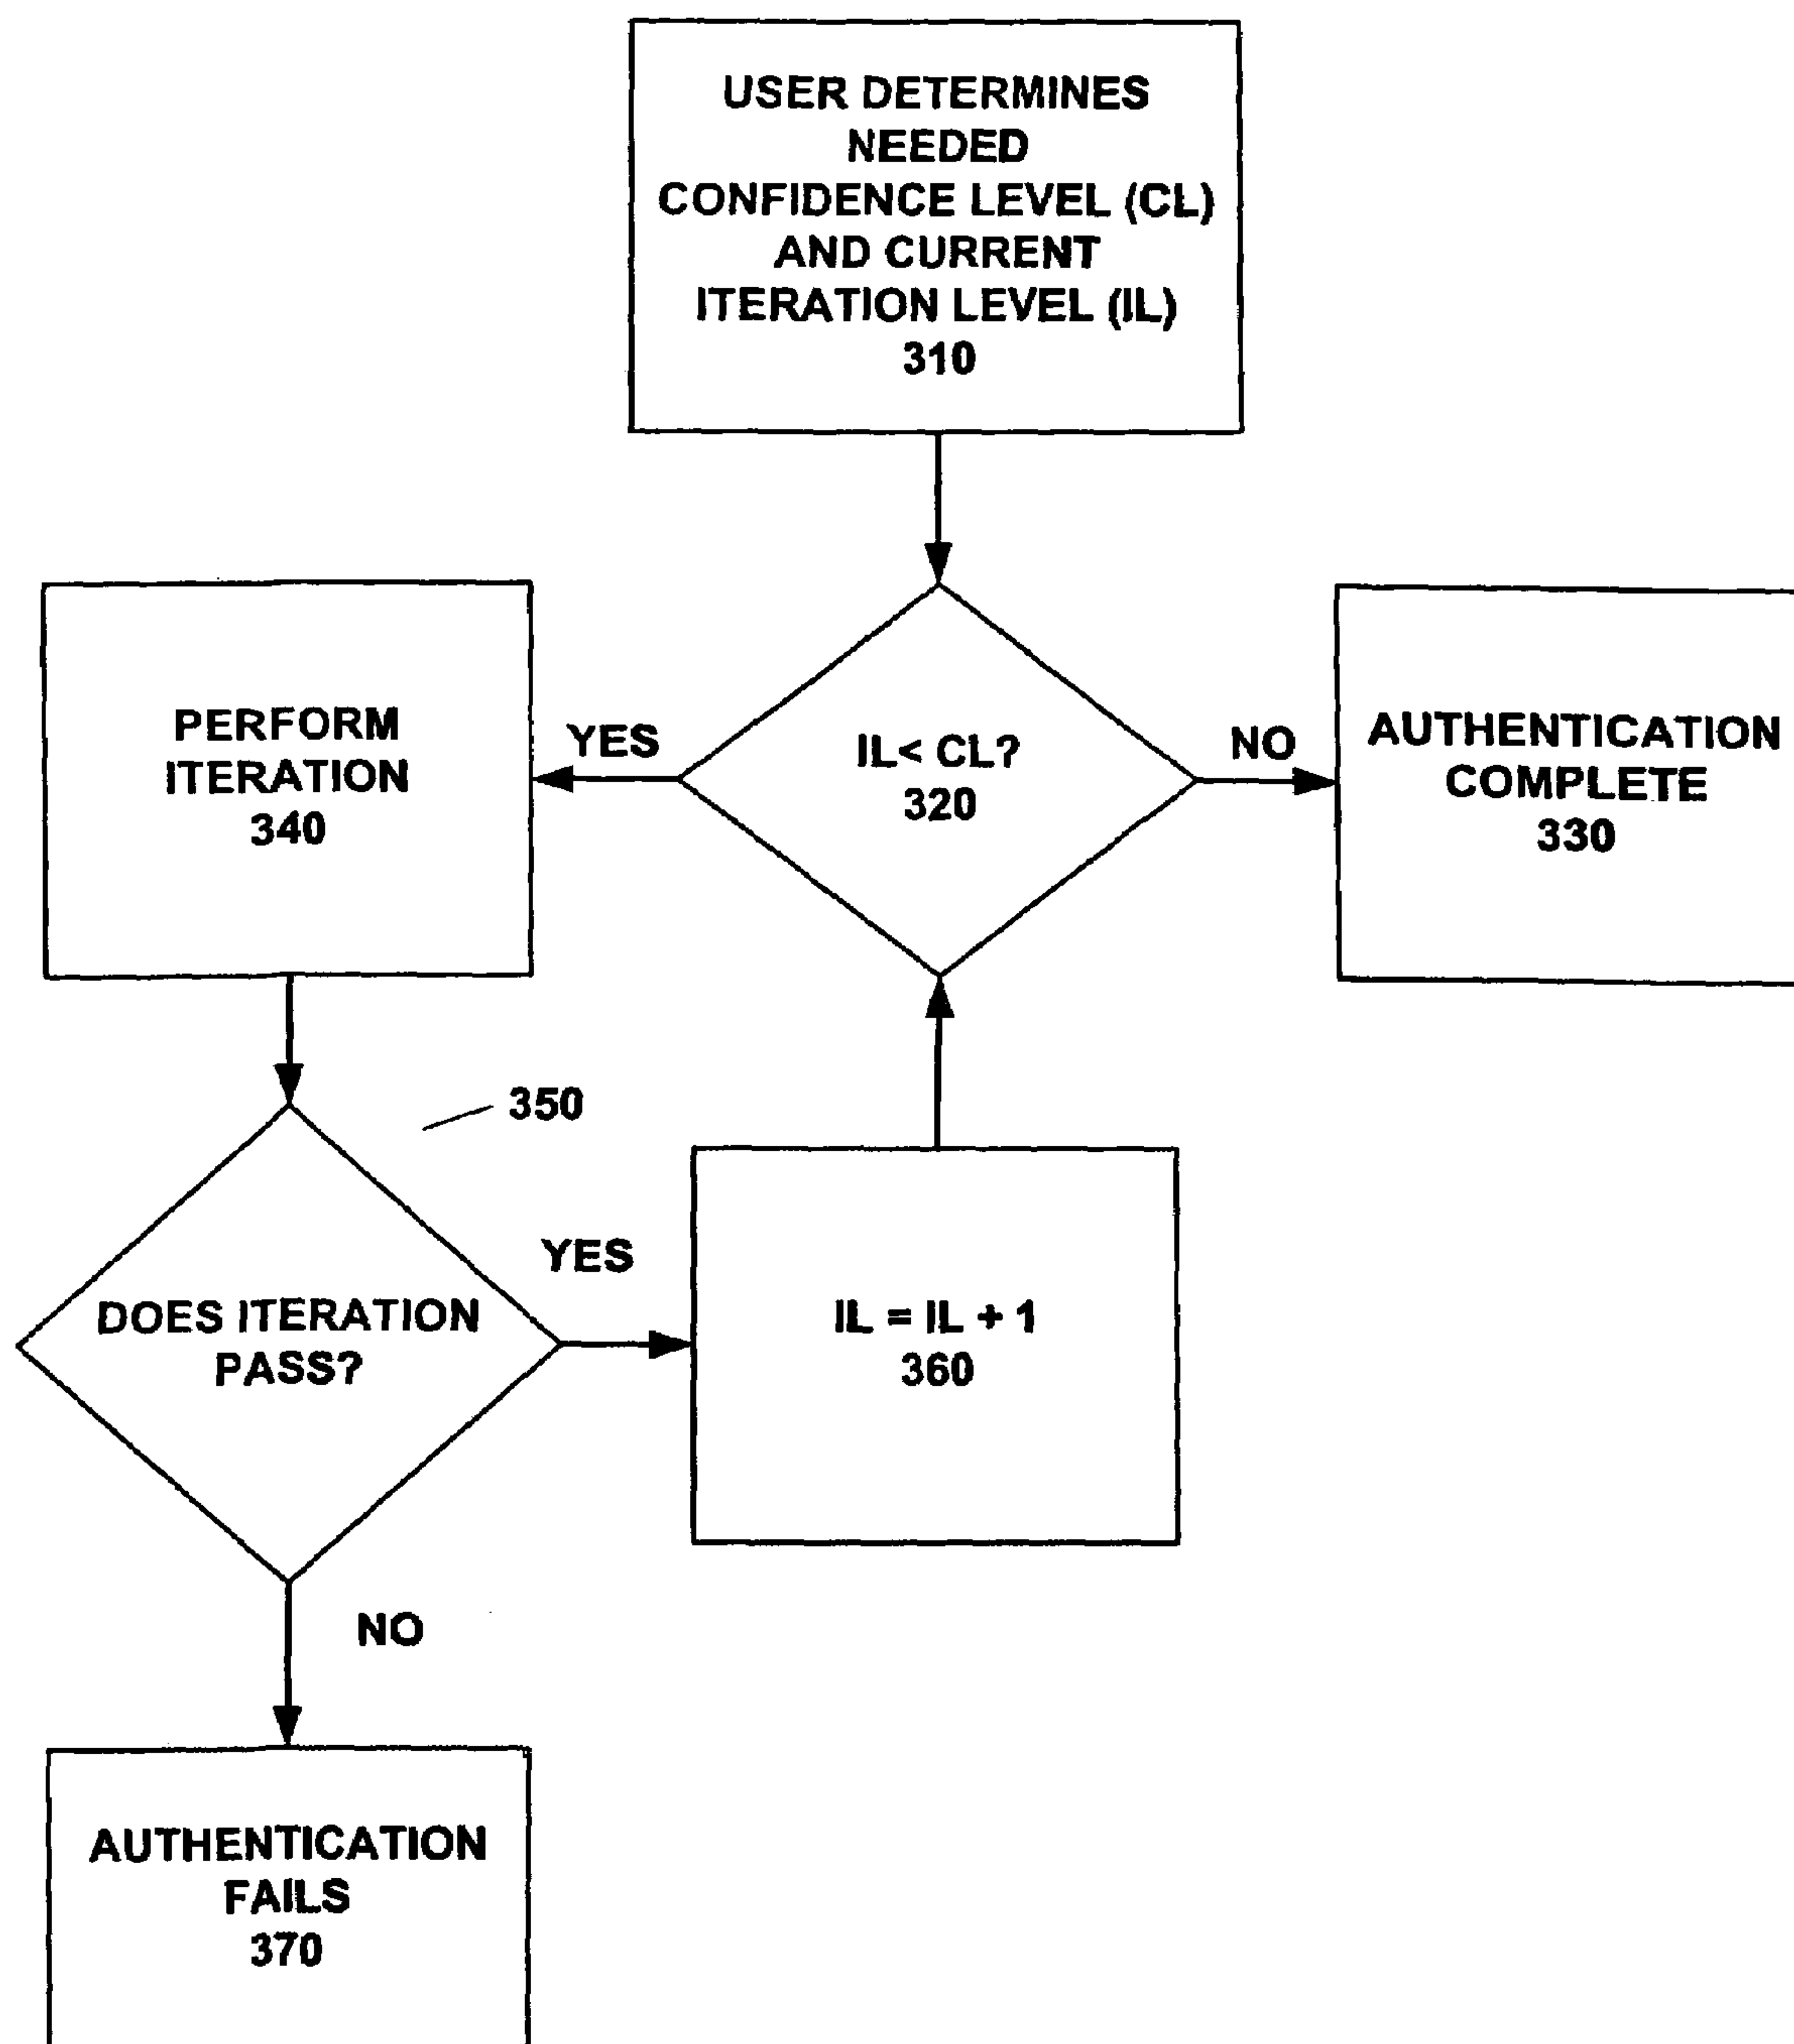 USER DETERMINES
NEEDED
CONFIDENCE LEVEL (CL)
AND CURRENT
ITERATION LEVEL (IL)
310
PERFORM
ITERATION
340
YES
IL< CL?
320
NO
AUTHENTICATION
COMPLETE
330
350
DOES ITERATION
PASS?
YES
IL = IL + 1
360
NO
AUTHENTICATION
FAILS
370